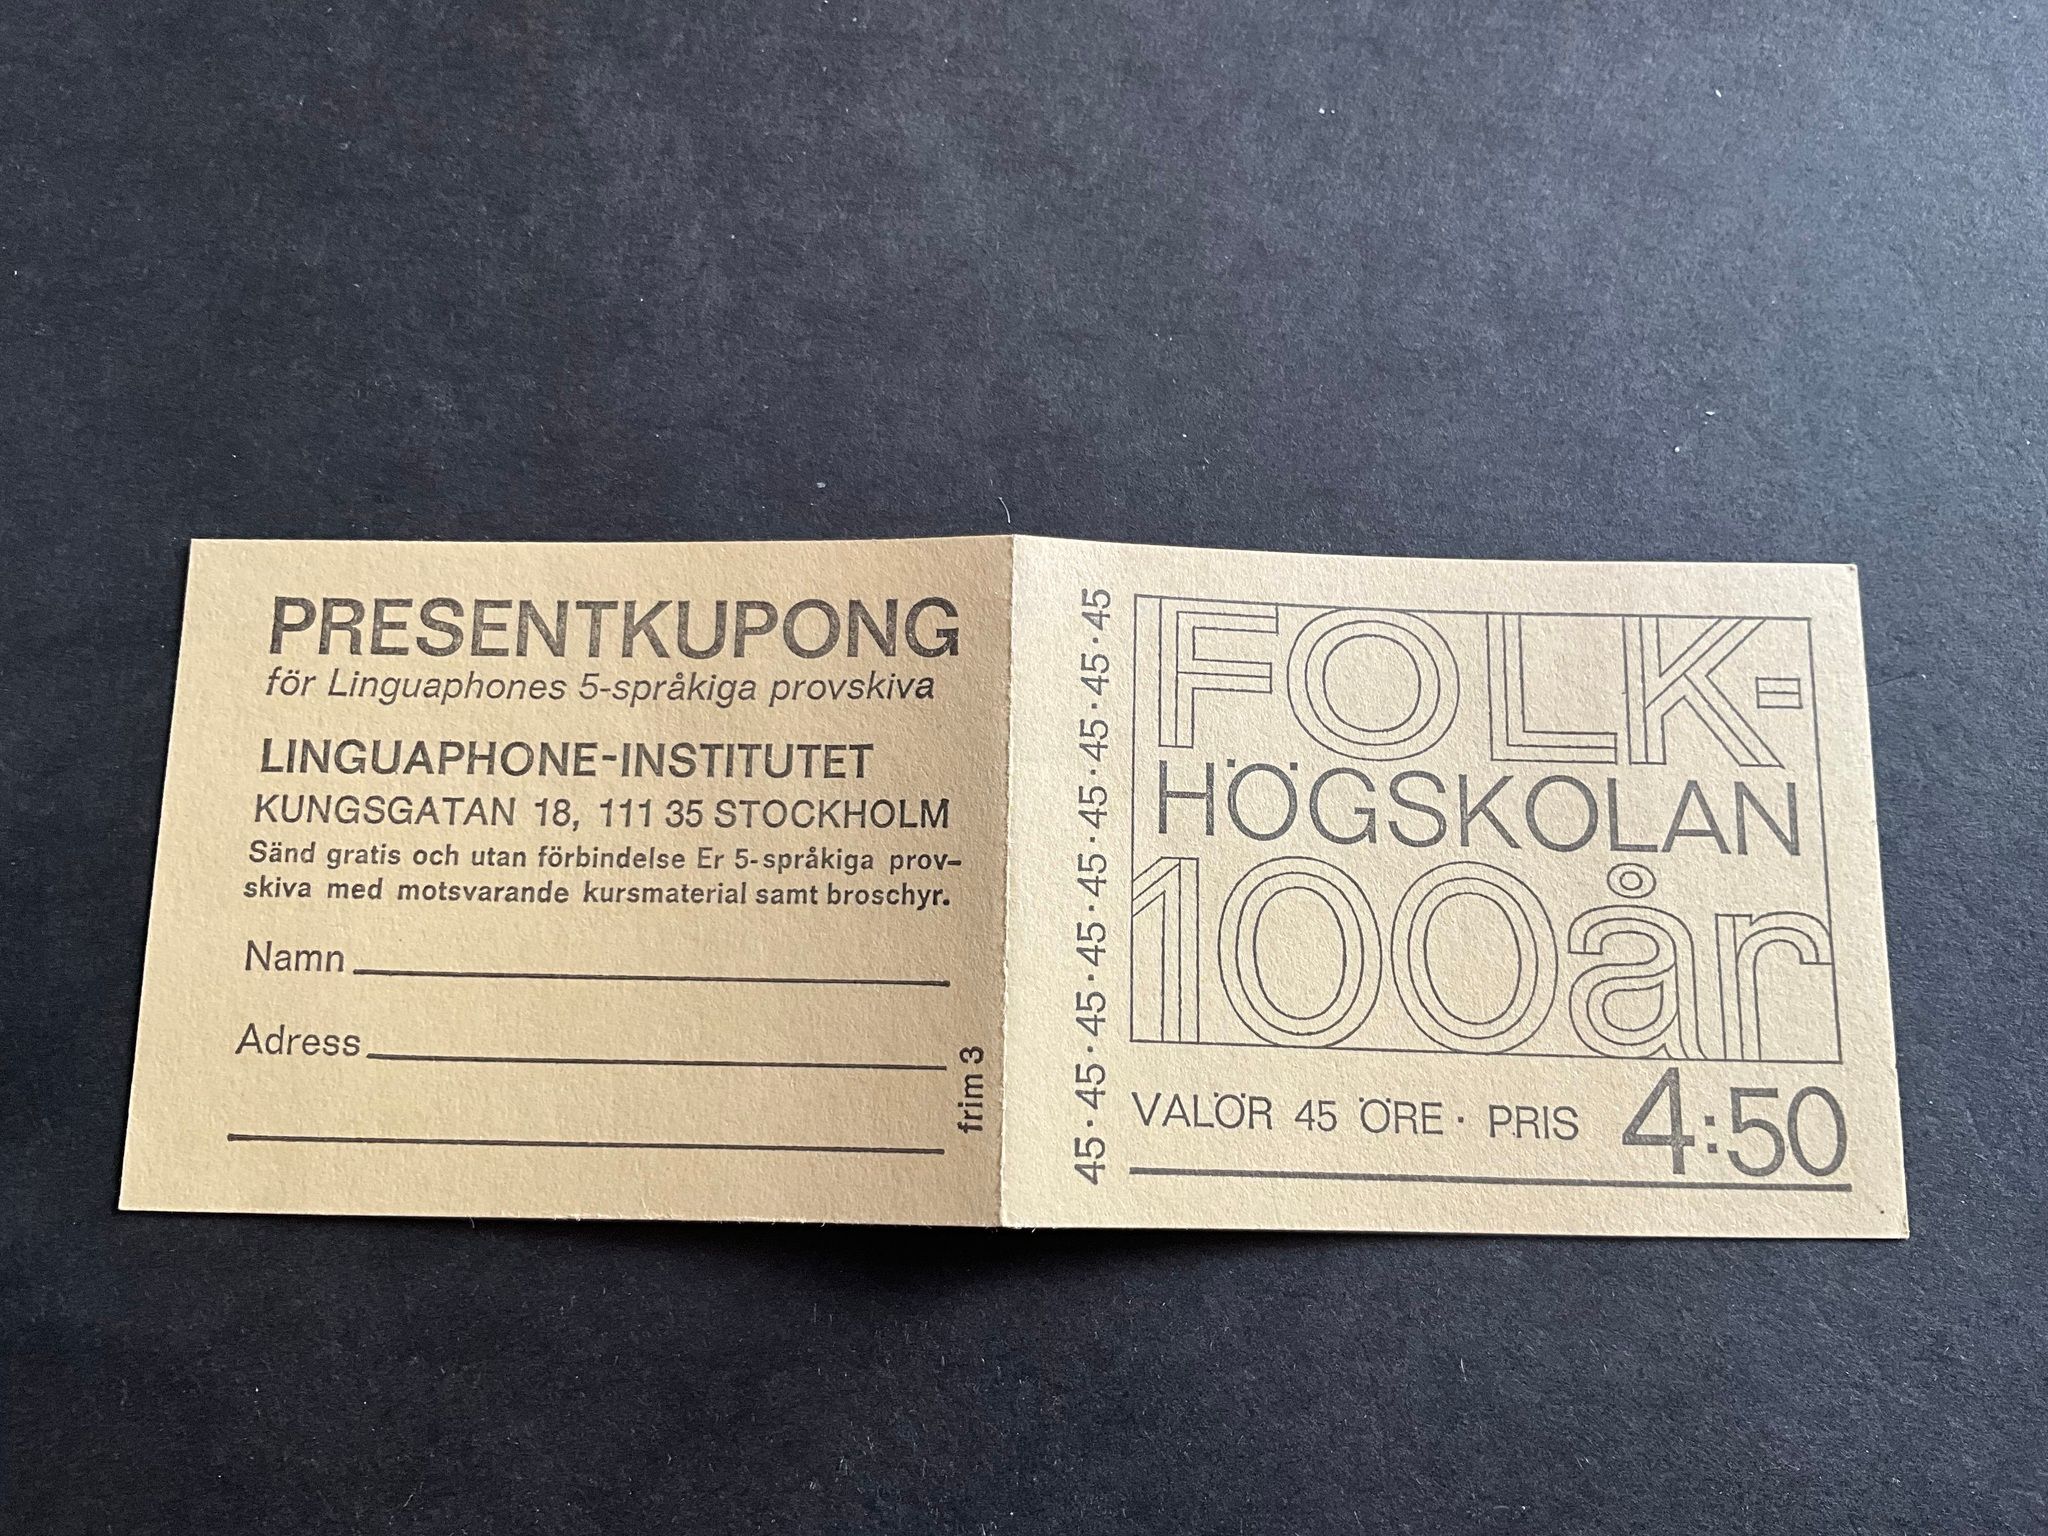 PRESENTKUPONG
för Linguaphones 5-språkiga provskiva
LINGUAPHONE-INSTITUTET
KUNGSGATAN 18, 111 35 STOCKHOLM
Sänd gratis och utan förbindelse Er 5-språkiga prov-
skiva med motsvarande kursmaterial samt broschyr.
Namn
Adress
frim 3
45·45·45·45·45·45·45·45·45
FOLK-
HÖGSKOLAN
100år
VALÖR 45 ÖRE · PRIS 4:50